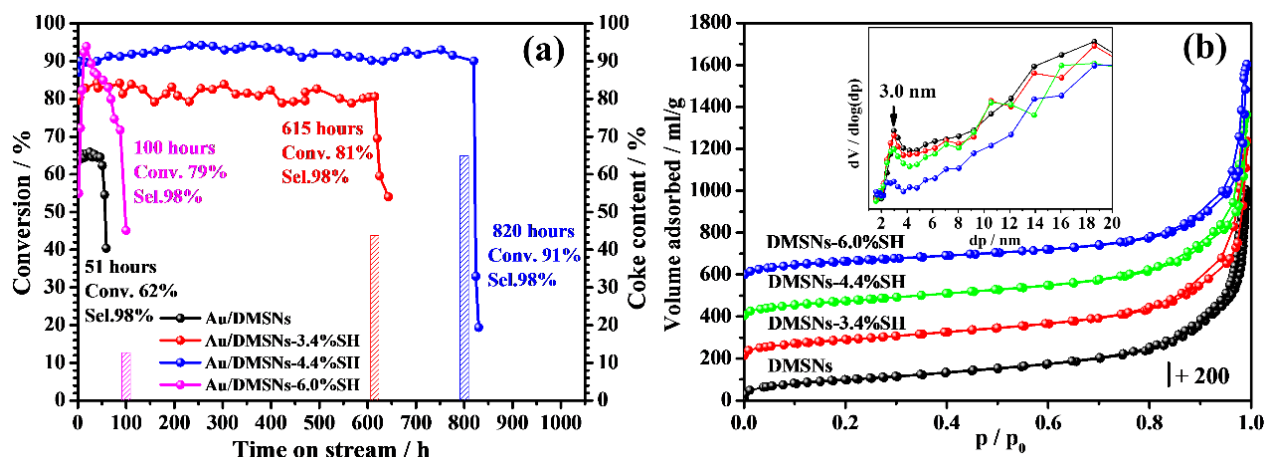 (a)
Conversion / %
100
90
80
70
60
50
40
30
20
10
0
615 hours
Conv. 81%
Sel.98%
100 hours
Conv. 79%
Sel.98%
820 hours
Conv. 91%
Sel.98%
51 hours
Conv. 62%
Sel.98%
Au/DMSNs
Au/DMSNs-3.4%SH
Au/DMSNs-4.4%SH
Au/DMSNs-6.0%SH
0 100 200 300 400 500 600 700 800 900 1000
Time on stream / h
100
90
80
70
60
50
40
30
20
10
0
Coke content / %
(b)
Volume adsorbed / ml/g
1800
1600
1400
1200
1000
800
600
400
200
0
3.0 nm
dV / dlog(dp)
0 2 4 6 8 10 12 14 16 18 20
dp / nm
DMSNs-6.0%SH
DMSNs-4.4%SH
DMSNs-3.4%SH
DMSNs
+ 200
0.0 0.2 0.4 0.6 0.8 1.0
p / p0